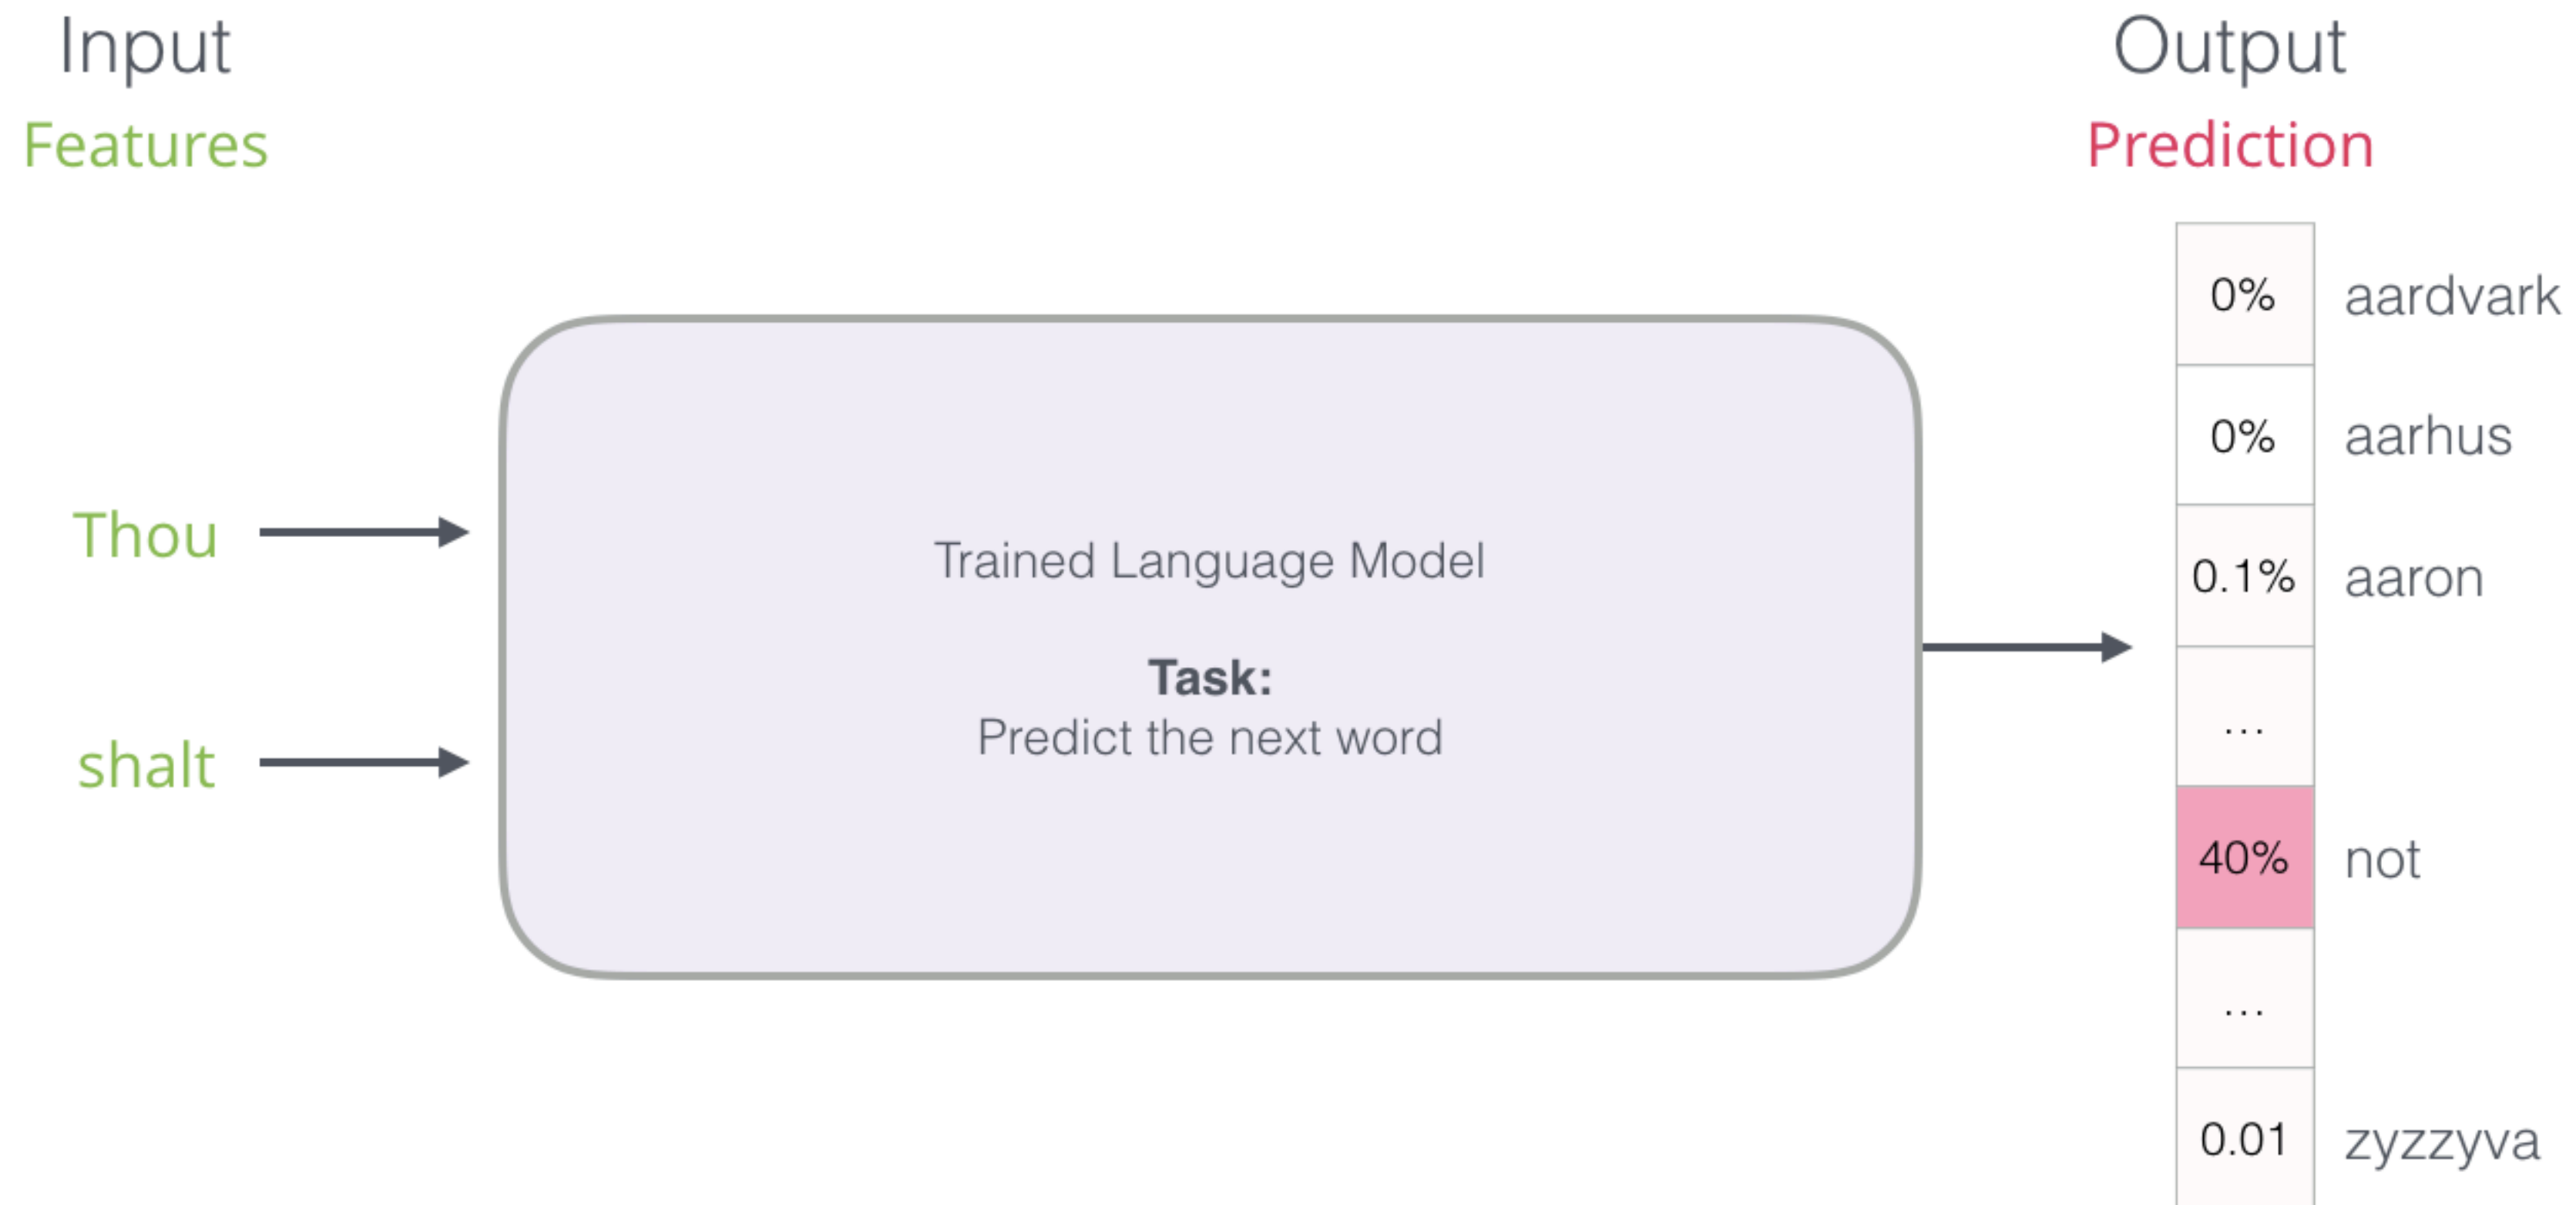 Input
Features
Thou
shalt
Trained Language Model
Task:
Predict the next word
Output
Prediction
0% aardvark
0% aarhus
0.1% aaron
...
40% not
...
0.01 zyzzyva